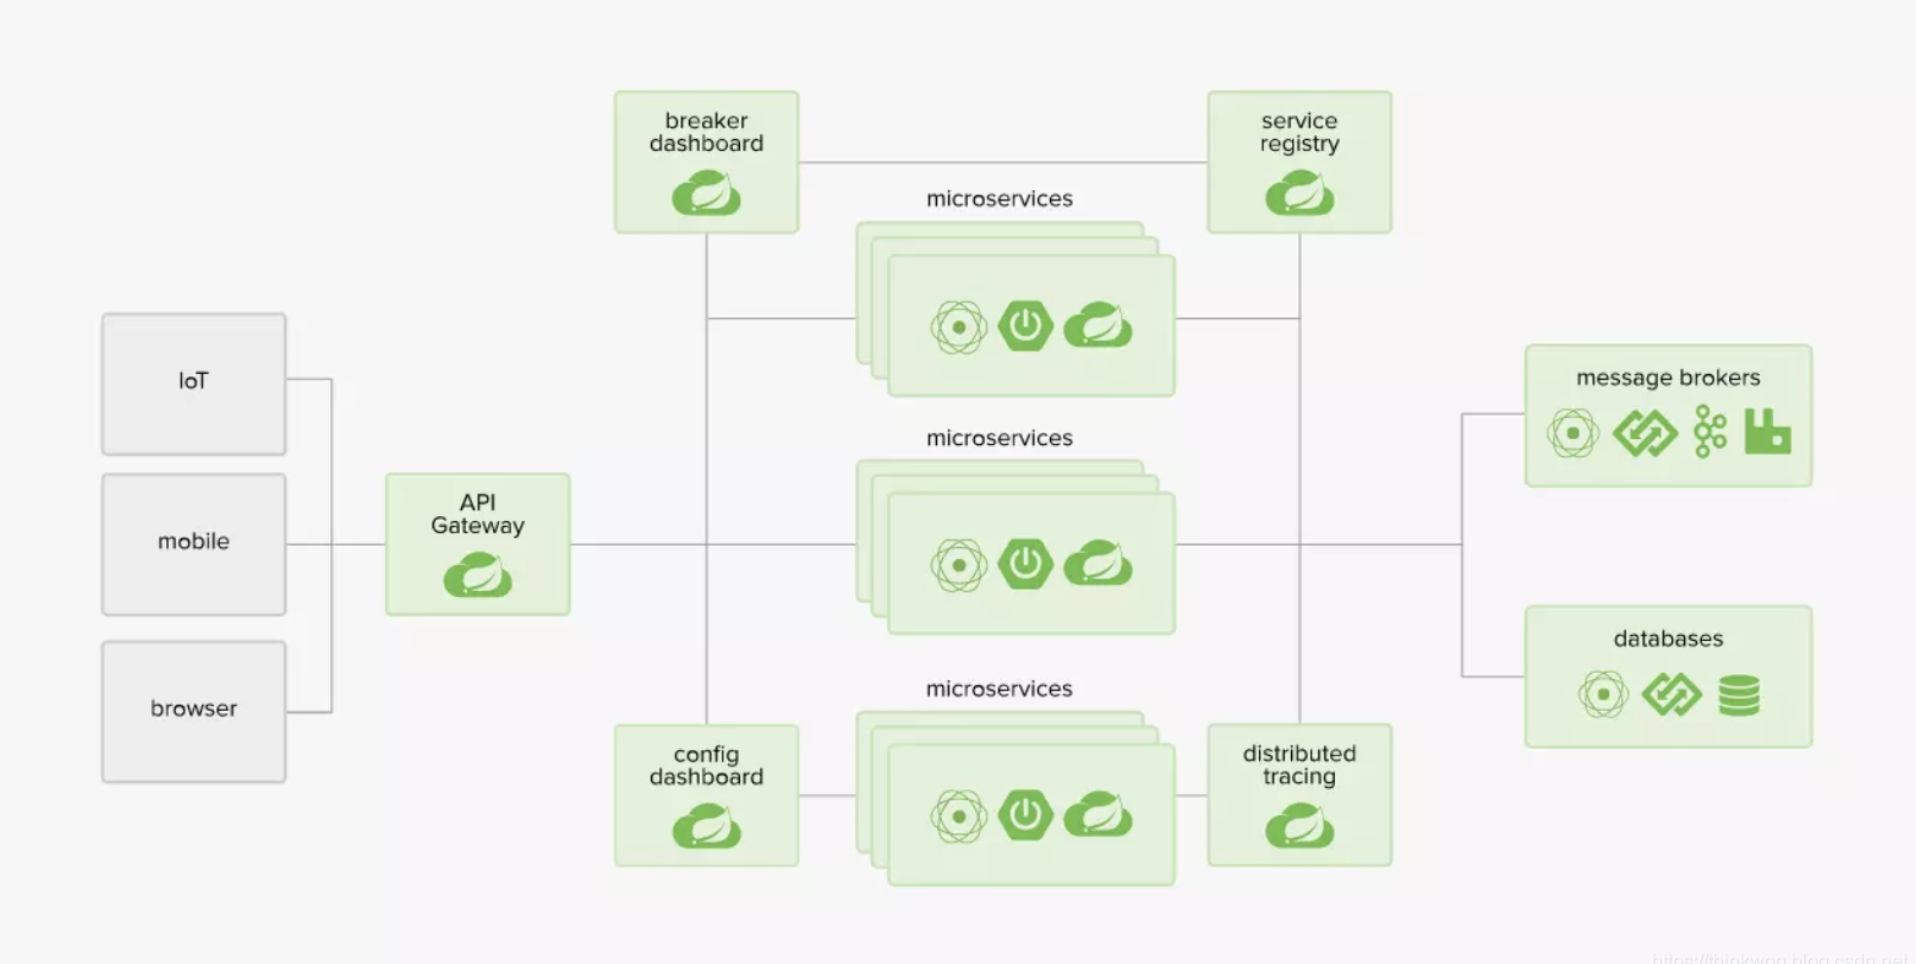 breaker
dashboard
service
registry
microservices
IoT
message brokers
microservices
API
Gateway
mobile
databases
microservices
browser
config
dashboard
distributed
tracing
https://thinkwon.blog.csdn.net